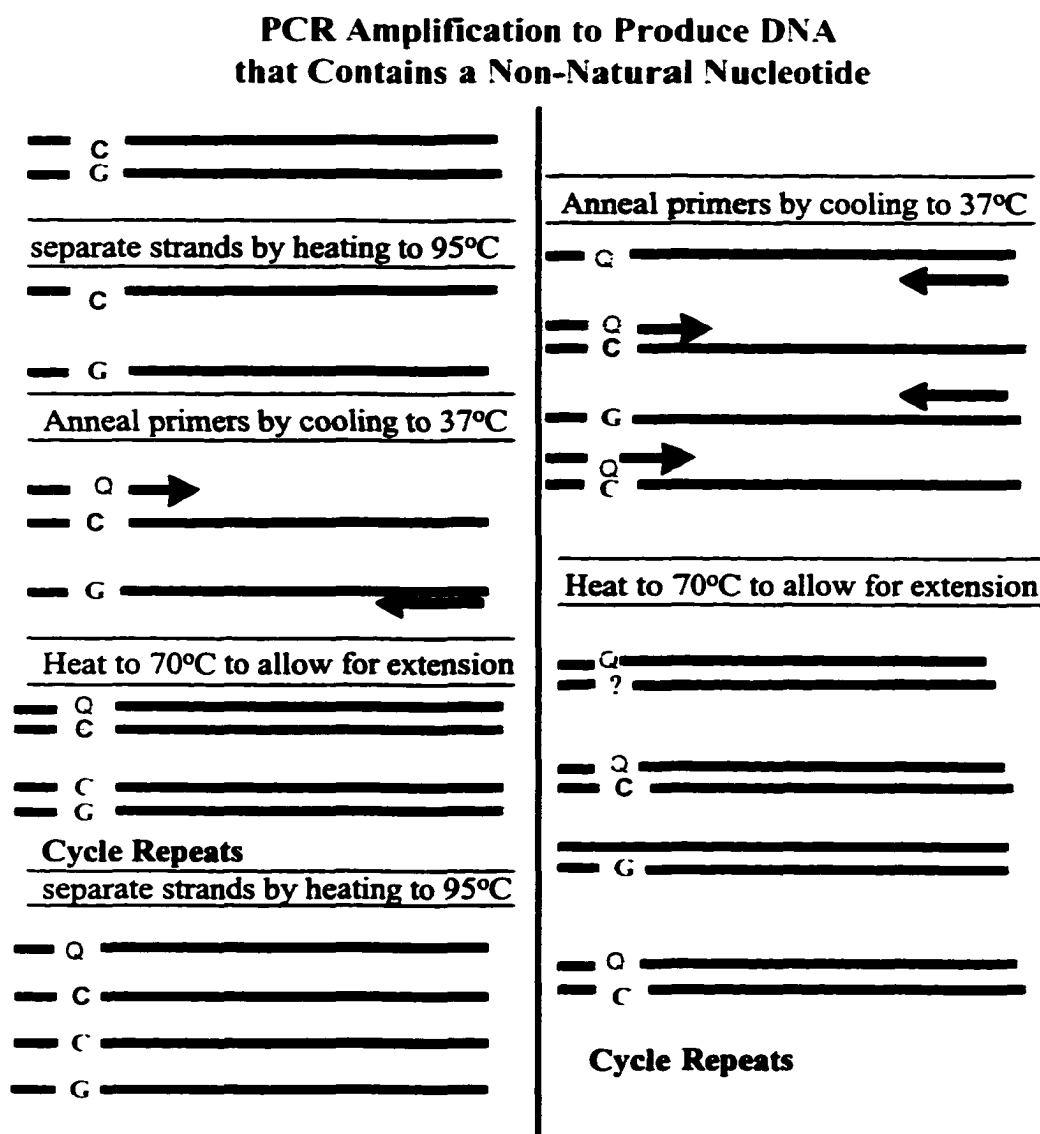 PCR Amplification to Produce DNA
that Contains a Non-Natural Nucleotide
C
G
separate strands by heating to 95°C
C
G
Anneal primers by cooling to 37°C
Q
C
G
Heat to 70°C to allow for extension
Q
C
C
G
Cycle Repeats
separate strands by heating to 95°C
Q
C
C
G
Anneal primers by cooling to 37°C
Q
Q
C
G
Q
C
Heat to 70°C to allow for extension
Q
?
Q
C
G
Q
C
Cycle Repeats